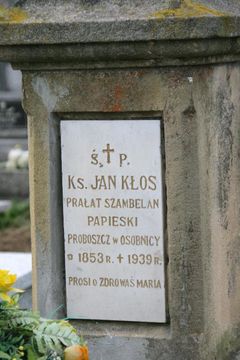 Ś.†P.
Ks. JAN KŁOS
PRAŁAT SZAMBELAN
PAPIESKI
PROBOSZCZ W OSOBNICY
¤ 1853 R. † 1939 R.
PROSI O ZDROWAŚ MARIA